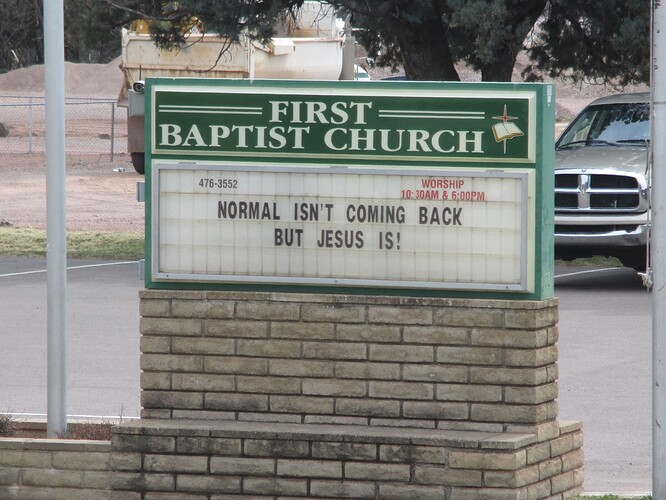 FIRST
BAPTIST CHURCH
476-3552
WORSHIP
10:30AM & 6:00PM
NORMAL ISN'T COMING BACK
BUT JESUS IS!